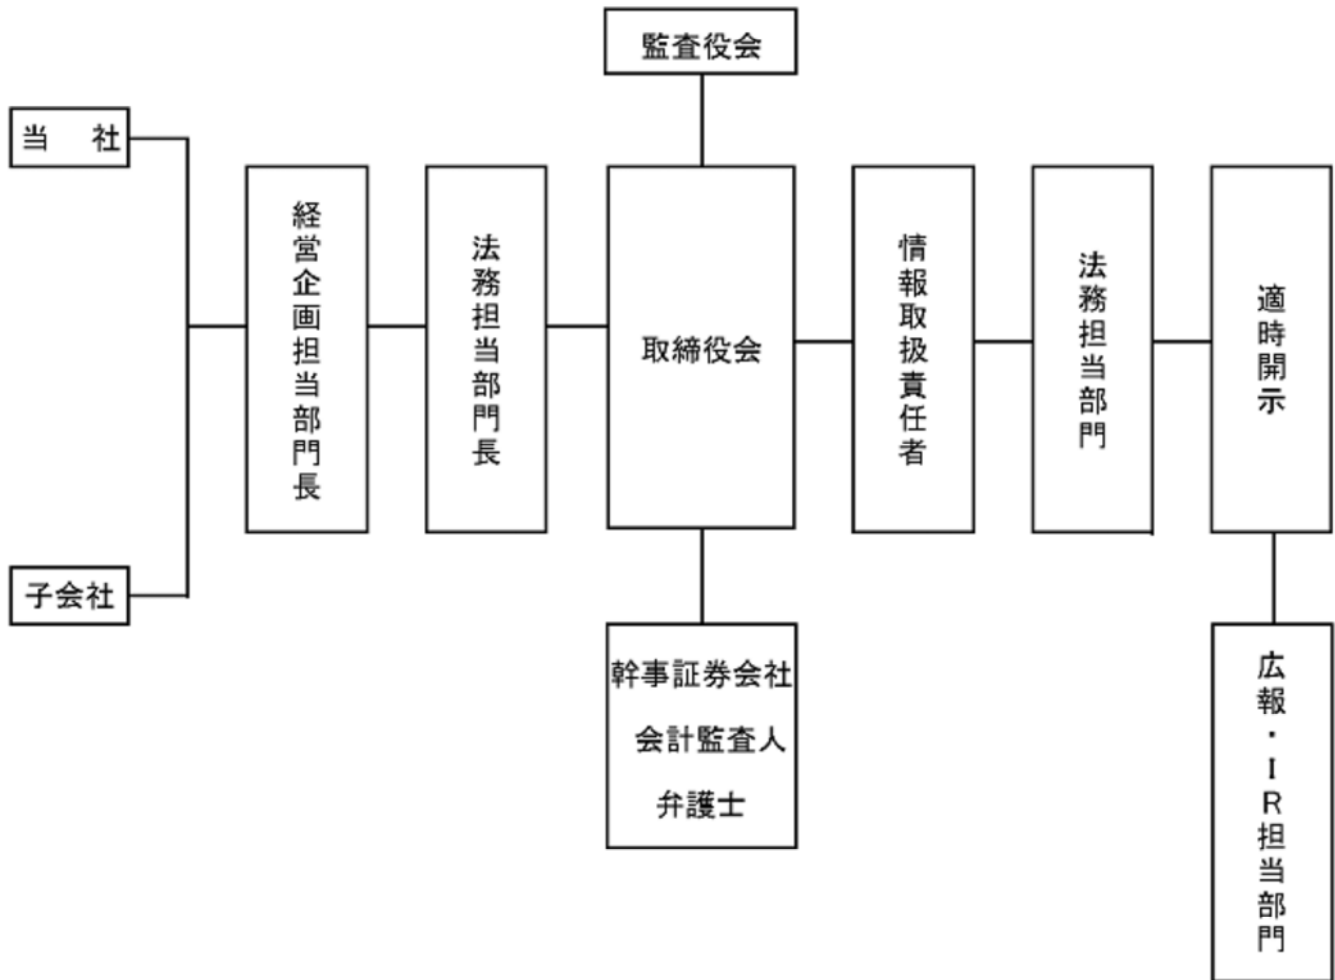 監査役会
当　社
経営企画担当部門長
法務担当部門長
取締役会
情報取扱責任者
法務担当部門
適時開示
子会社
幹事証券会社
会計監査人
弁護士
広報・IR担当部門